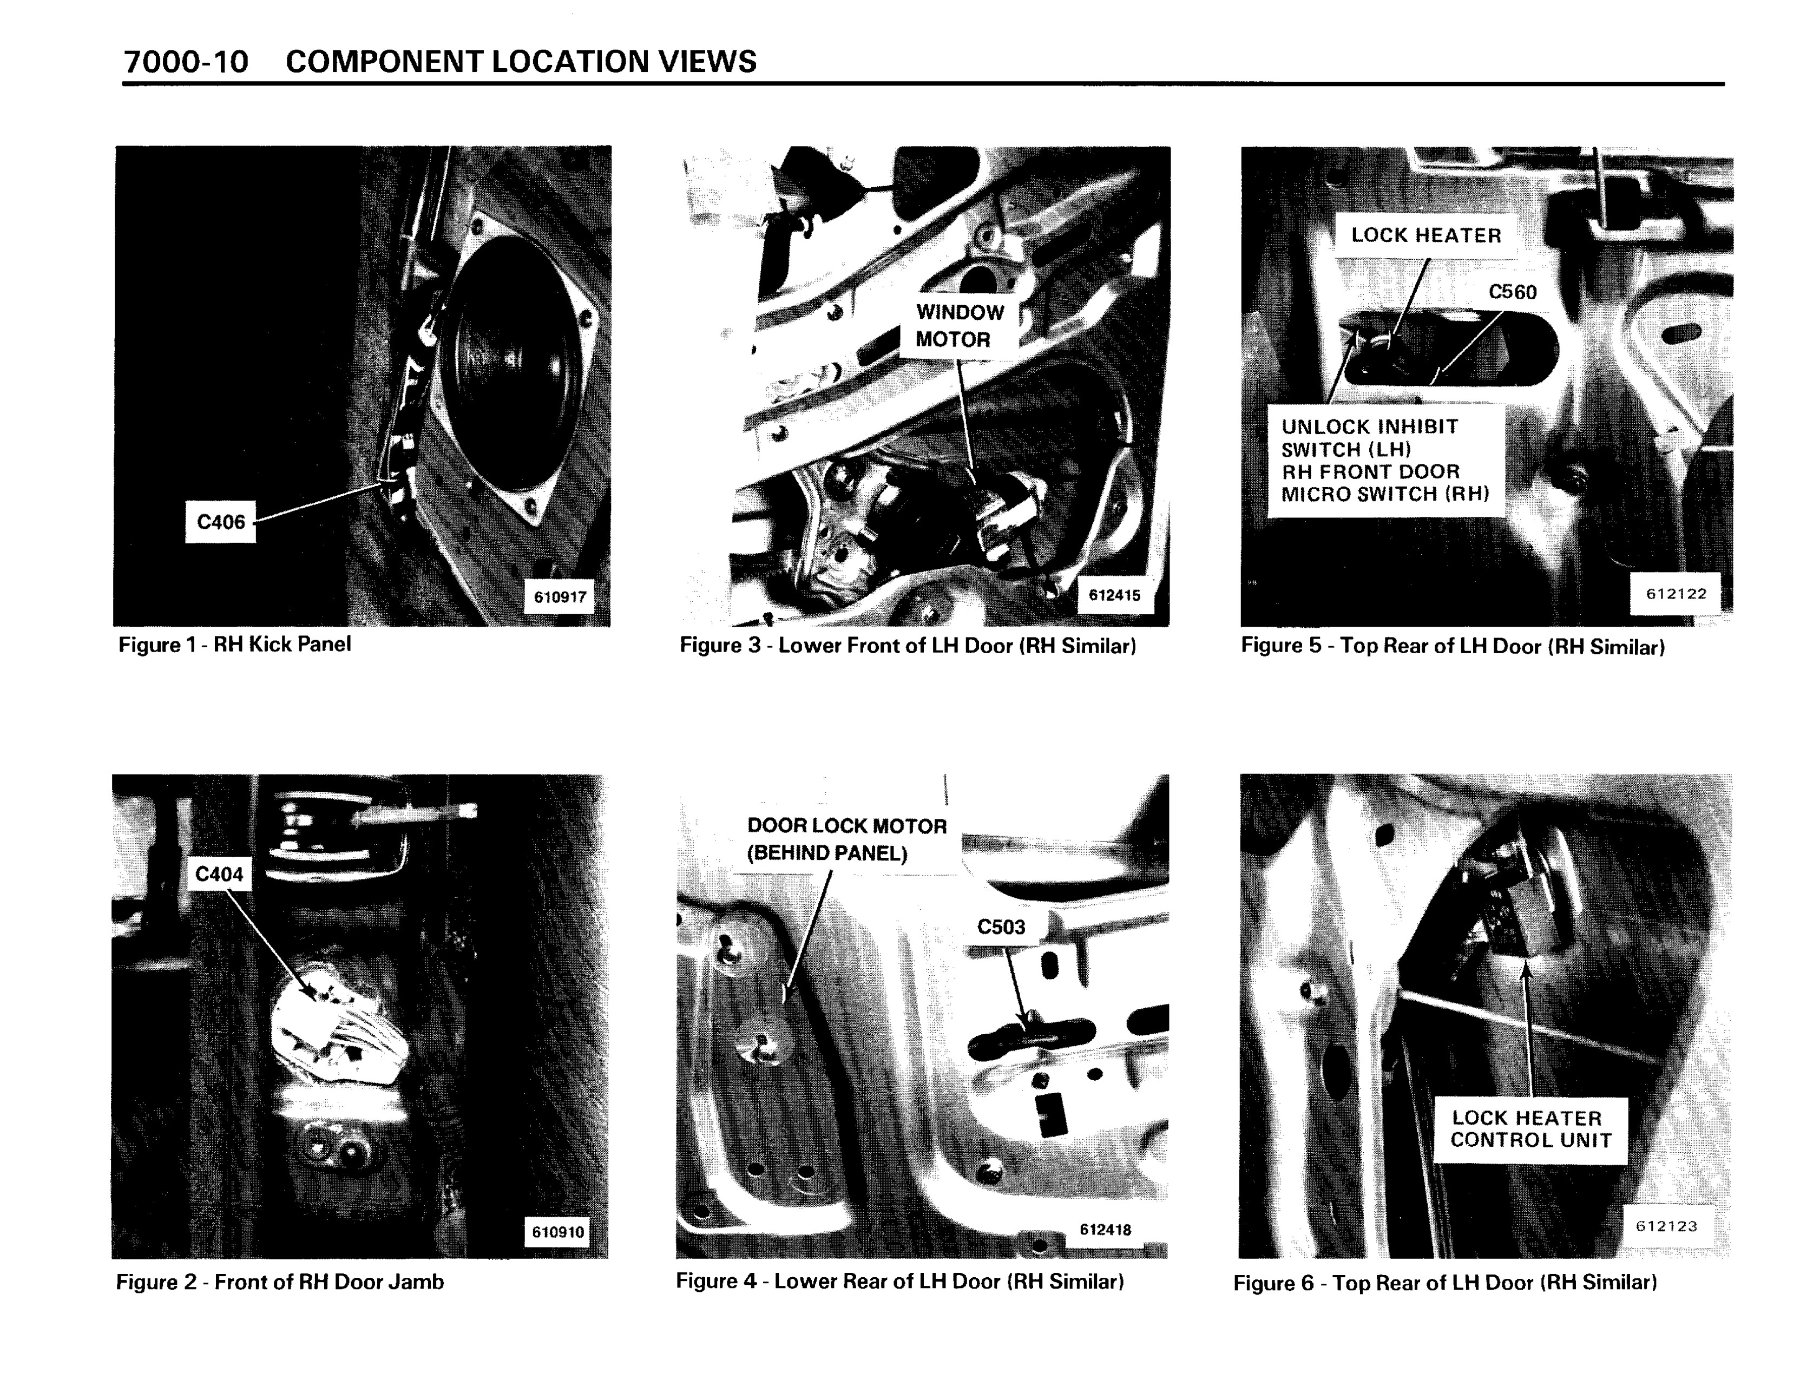 7000-10 COMPONENT LOCATION VIEWS
C406
610917
Figure 1 - RH Kick Panel
WINDOW
MOTOR
612415
Figure 3 - Lower Front of LH Door (RH Similar)
LOCK HEATER
C560
UNLOCK INHIBIT
SWITCH (LH)
RH FRONT DOOR
MICRO SWITCH (RH)
612122
Figure 5 - Top Rear of LH Door (RH Similar)
C404
610910
Figure 2 - Front of RH Door Jamb
DOOR LOCK MOTOR
(BEHIND PANEL)
C503
612418
Figure 4 - Lower Rear of LH Door (RH Similar)
LOCK HEATER
CONTROL UNIT
612123
Figure 6 - Top Rear of LH Door (RH Similar)